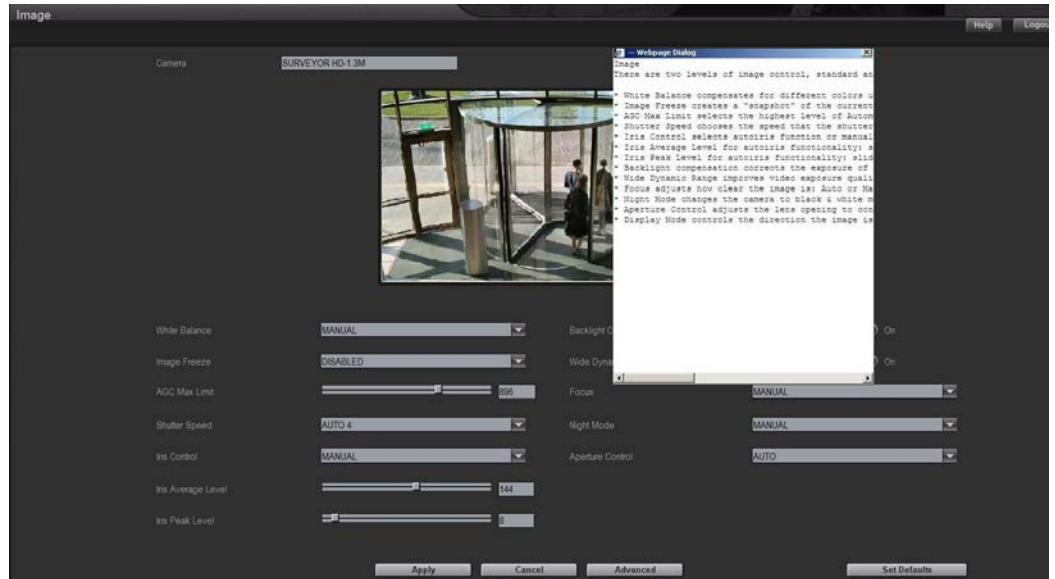 Image
Help Logou
Camera SURVEYOR HD-1.3M
-- Webpage Dialog
Image
There are two levels of image control, standard an
* White Balance compensates for different colors u
* Image Freeze creates a "snapshot" of the current
* AGC Max Limit selects the highest level of Autom
* Shutter Speed chooses the speed that the shutter
* Iris Control selects autoiris function or manual
* Iris Average Level for autoiris functionality: s
* Iris Peak Level for autoiris functionality: slid
* Backlight compensation corrects the exposure of
* Wide Dynamic Range improves video exposure quali
* Focus adjusts how clear the image is: Auto or Ma
* Night Mode changes the camera to black & white m
* Aperture Control adjusts the lens opening to con
* Display Mode controls the direction the image is
White Balance MANUAL Backlight C On
Image Freeze DISABLED Wide Dyna On
AGC Max Limit 896 Focus MANUAL
Shutter Speed AUTO 4 Night Mode MANUAL
Iris Control MANUAL Aperture Control AUTO
Iris Average Level 144
Iris Peak Level 8
Apply Cancel Advanced Set Defaults